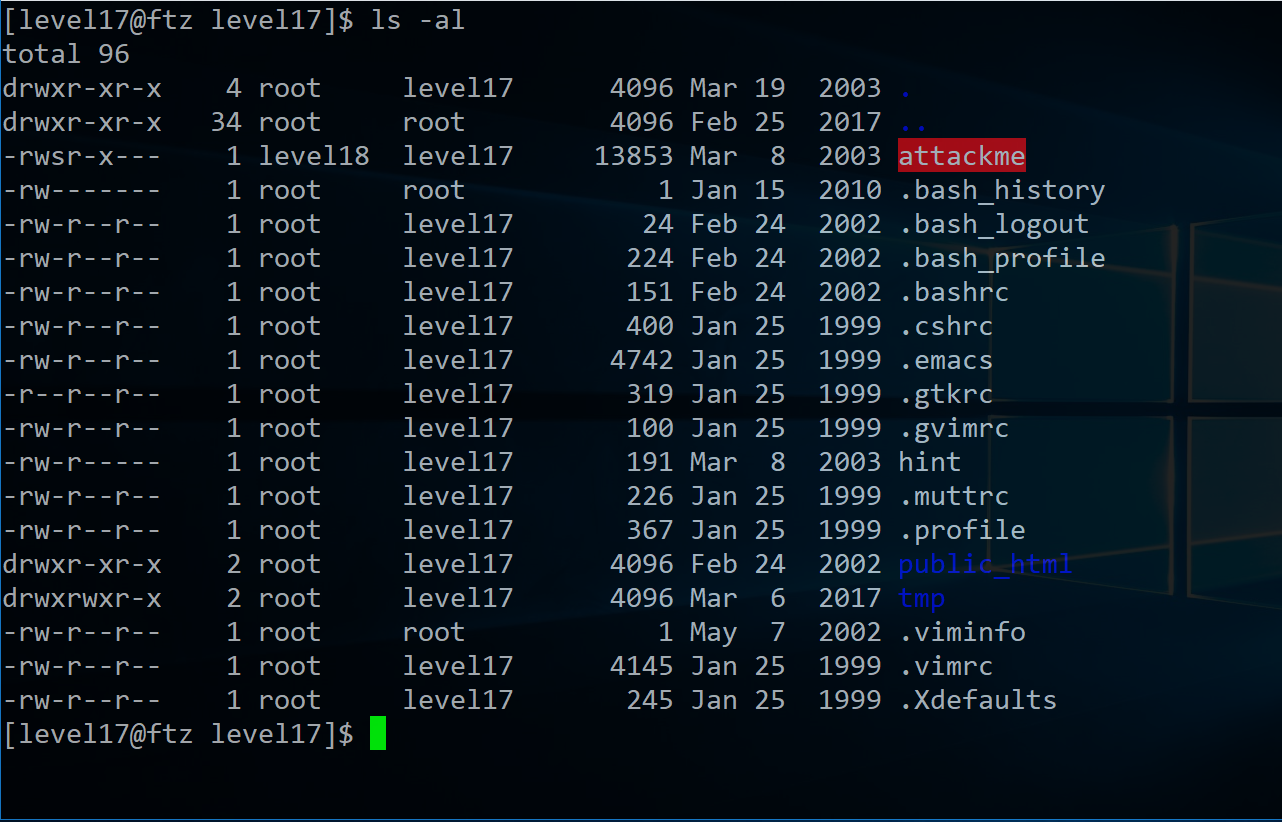 [level17@ftz level17]$ ls -al
total 96
drwxr-xr-x    4 root     level17      4096 Mar 19  2003 .
drwxr-xr-x   34 root     root         4096 Feb 25  2017 ..
-rwsr-x---    1 level18  level17     13853 Mar  8  2003 attackme
-rw-------    1 root     root            1 Jan 15  2010 .bash_history
-rw-r--r--    1 root     level17        24 Feb 24  2002 .bash_logout
-rw-r--r--    1 root     level17       224 Feb 24  2002 .bash_profile
-rw-r--r--    1 root     level17       151 Feb 24  2002 .bashrc
-rw-r--r--    1 root     level17       400 Jan 25  1999 .cshrc
-rw-r--r--    1 root     level17      4742 Jan 25  1999 .emacs
-r--r--r--    1 root     level17       319 Jan 25  1999 .gtkrc
-rw-r--r--    1 root     level17       100 Jan 25  1999 .gvimrc
-rw-r-----    1 root     level17       191 Mar  8  2003 hint
-rw-r--r--    1 root     level17       226 Jan 25  1999 .muttrc
-rw-r--r--    1 root     level17       367 Jan 25  1999 .profile
drwxr-xr-x    2 root     level17      4096 Feb 24  2002 public_html
drwxrwxr-x    2 root     level17      4096 Mar  6  2017 tmp
-rw-r--r--    1 root     root            1 May  7  2002 .viminfo
-rw-r--r--    1 root     level17      4145 Jan 25  1999 .vimrc
-rw-r--r--    1 root     level17       245 Jan 25  1999 .Xdefaults
[level17@ftz level17]$